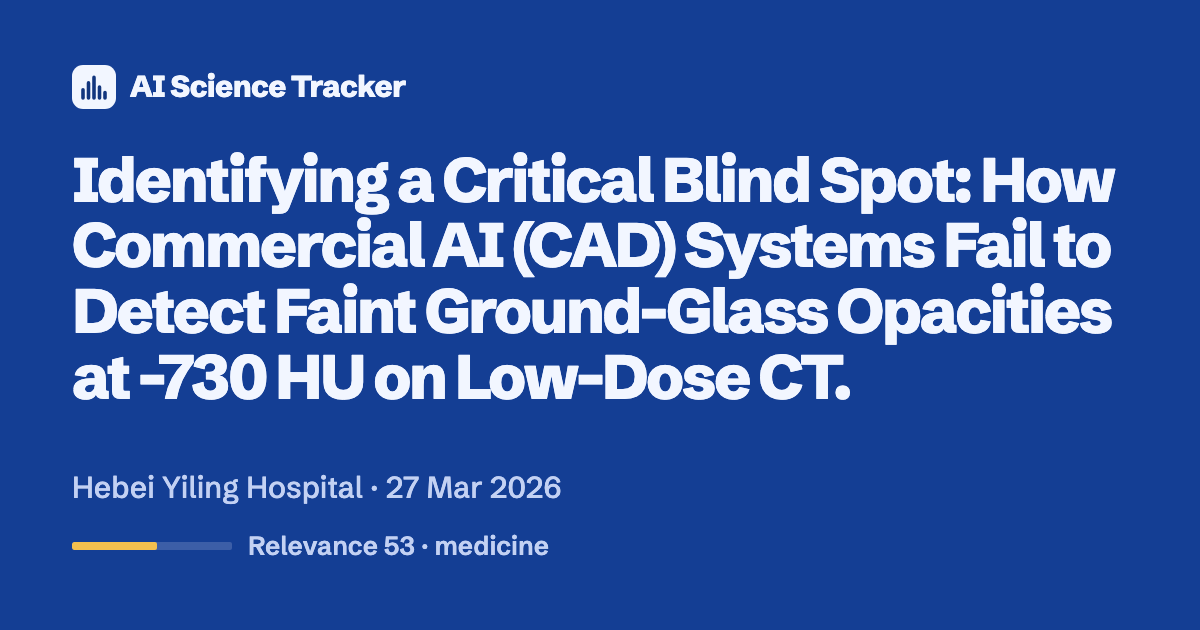 AI Science Tracker
Identifying a Critical Blind Spot: How
Commercial AI (CAD) Systems Fail to
Detect Faint Ground-Glass Opacities
at -730 HU on Low-Dose CT.
Hebei Yiling Hospital · 27 Mar 2026
Relevance 53 · medicine